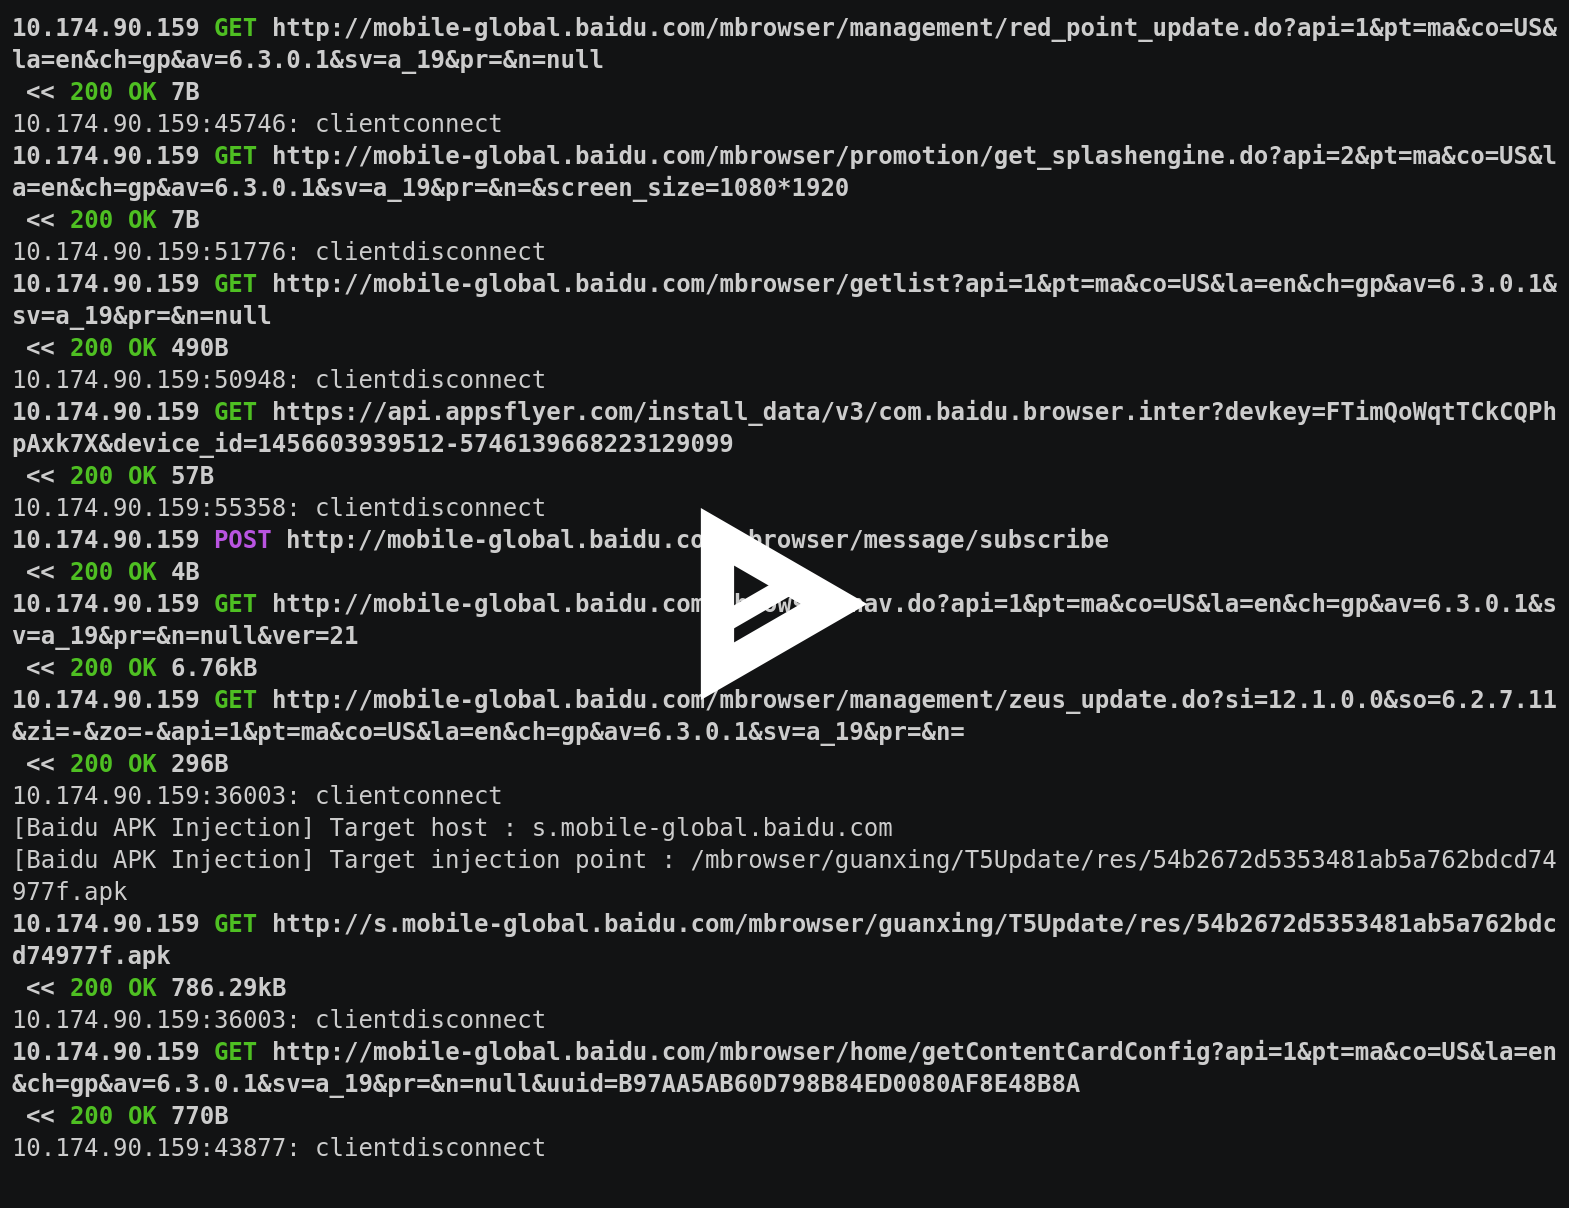 10.174.90.159 GET http://mobile-global.baidu.com/mbrowser/management/red_point_update.do?api=1&pt=ma&co=US&
la=en&ch=gp&av=6.3.0.1&sv=a_19&pr=&n=null
<< 200 OK 7B
10.174.90.159:45746: clientconnect
10.174.90.159 GET http://mobile-global.baidu.com/mbrowser/promotion/get_splashengine.do?api=2&pt=ma&co=US&l
a=en&ch=gp&av=6.3.0.1&sv=a_19&pr=&n=&screen_size=1080*1920
<< 200 OK 7B
10.174.90.159:51776: clientdisconnect
10.174.90.159 GET http://mobile-global.baidu.com/mbrowser/getlist?api=1&pt=ma&co=US&la=en&ch=gp&av=6.3.0.1&
sv=a_19&pr=&n=null
<< 200 OK 490B
10.174.90.159:50948: clientdisconnect
10.174.90.159 GET https://api.appsflyer.com/install_data/v3/com.baidu.browser.inter?devkey=FTimQoWqtTCkCQPh
pAxk7X&device_id=1456603939512-5746139668223129099
<< 200 OK 57B
10.174.90.159:55358: clientdisconnect
10.174.90.159 POST http://mobile-global.baidu.co browser/message/subscribe
<< 200 OK 4B
10.174.90.159 GET http://mobile-global.baidu.com nav.do?api=1&pt=ma&co=US&la=en&ch=gp&av=6.3.0.1&s
v=a_19&pr=&n=null&ver=21
<< 200 OK 6.76kB
10.174.90.159 GET http://mobile-global.baidu.com/mbrowser/management/zeus_update.do?si=12.1.0.0&so=6.2.7.11
&zi=-&zo=-&api=1&pt=ma&co=US&la=en&ch=gp&av=6.3.0.1&sv=a_19&pr=&n=
<< 200 OK 296B
10.174.90.159:36003: clientconnect
[Baidu APK Injection] Target host : s.mobile-global.baidu.com
[Baidu APK Injection] Target injection point : /mbrowser/guanxing/T5Update/res/54b2672d5353481ab5a762bdcd74
977f.apk
10.174.90.159 GET http://s.mobile-global.baidu.com/mbrowser/guanxing/T5Update/res/54b2672d5353481ab5a762bdc
d74977f.apk
<< 200 OK 786.29kB
10.174.90.159:36003: clientdisconnect
10.174.90.159 GET http://mobile-global.baidu.com/mbrowser/home/getContentCardConfig?api=1&pt=ma&co=US&la=en
&ch=gp&av=6.3.0.1&sv=a_19&pr=&n=null&uuid=B97AA5AB60D798B84ED0080AF8E48B8A
<< 200 OK 770B
10.174.90.159:43877: clientdisconnect